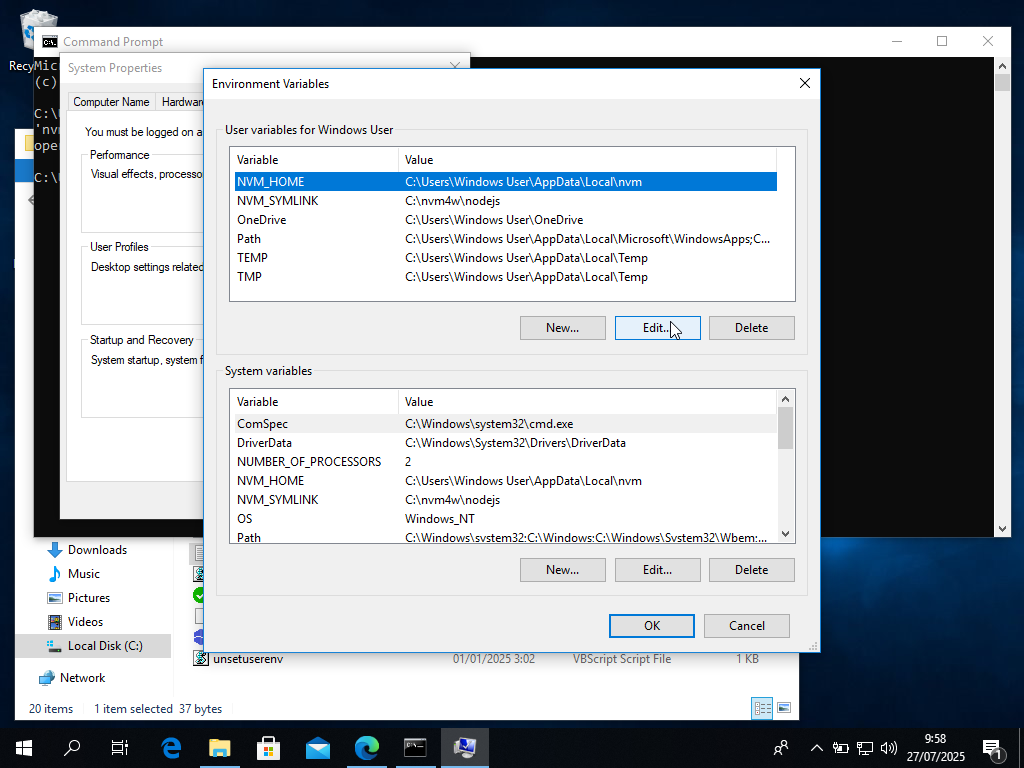 Recy
Command Prompt
Mic
(c)
C:\
'nv
ope
C:\
System Properties
Computer Name
Hardwar
You must be logged on a
Performance
Visual effects, processo
User Profiles
Desktop settings related
Startup and Recovery
System startup, system f
Environment Variables
User variables for Windows User
Variable Value
NVM_HOME C:\Users\Windows User\AppData\Local\nvm
NVM_SYMLINK C:\nvm4w\nodejs
OneDrive C:\Users\Windows User\OneDrive
Path C:\Users\Windows User\AppData\Local\Microsoft\WindowsApps;C...
TEMP C:\Users\Windows User\AppData\Local\Temp
TMP C:\Users\Windows User\AppData\Local\Temp
New... Edit... Delete
System variables
Variable Value
ComSpec C:\Windows\system32\cmd.exe
DriverData C:\Windows\System32\Drivers\DriverData
NUMBER_OF_PROCESSORS 2
NVM_HOME C:\Users\Windows User\AppData\Local\nvm
NVM_SYMLINK C:\nvm4w\nodejs
OS Windows_NT
Path C:\Windows\system32;C:\Windows;C:\Windows\System32\Wbem;...
New... Edit... Delete
OK Cancel
Downloads
Music
Pictures
Videos
Local Disk (C:)
Network
unsetuserenv 01/01/2025 3:02 VBScript Script File 1 KB
20 items 1 item selected 37 bytes
9:58
27/07/2025
1